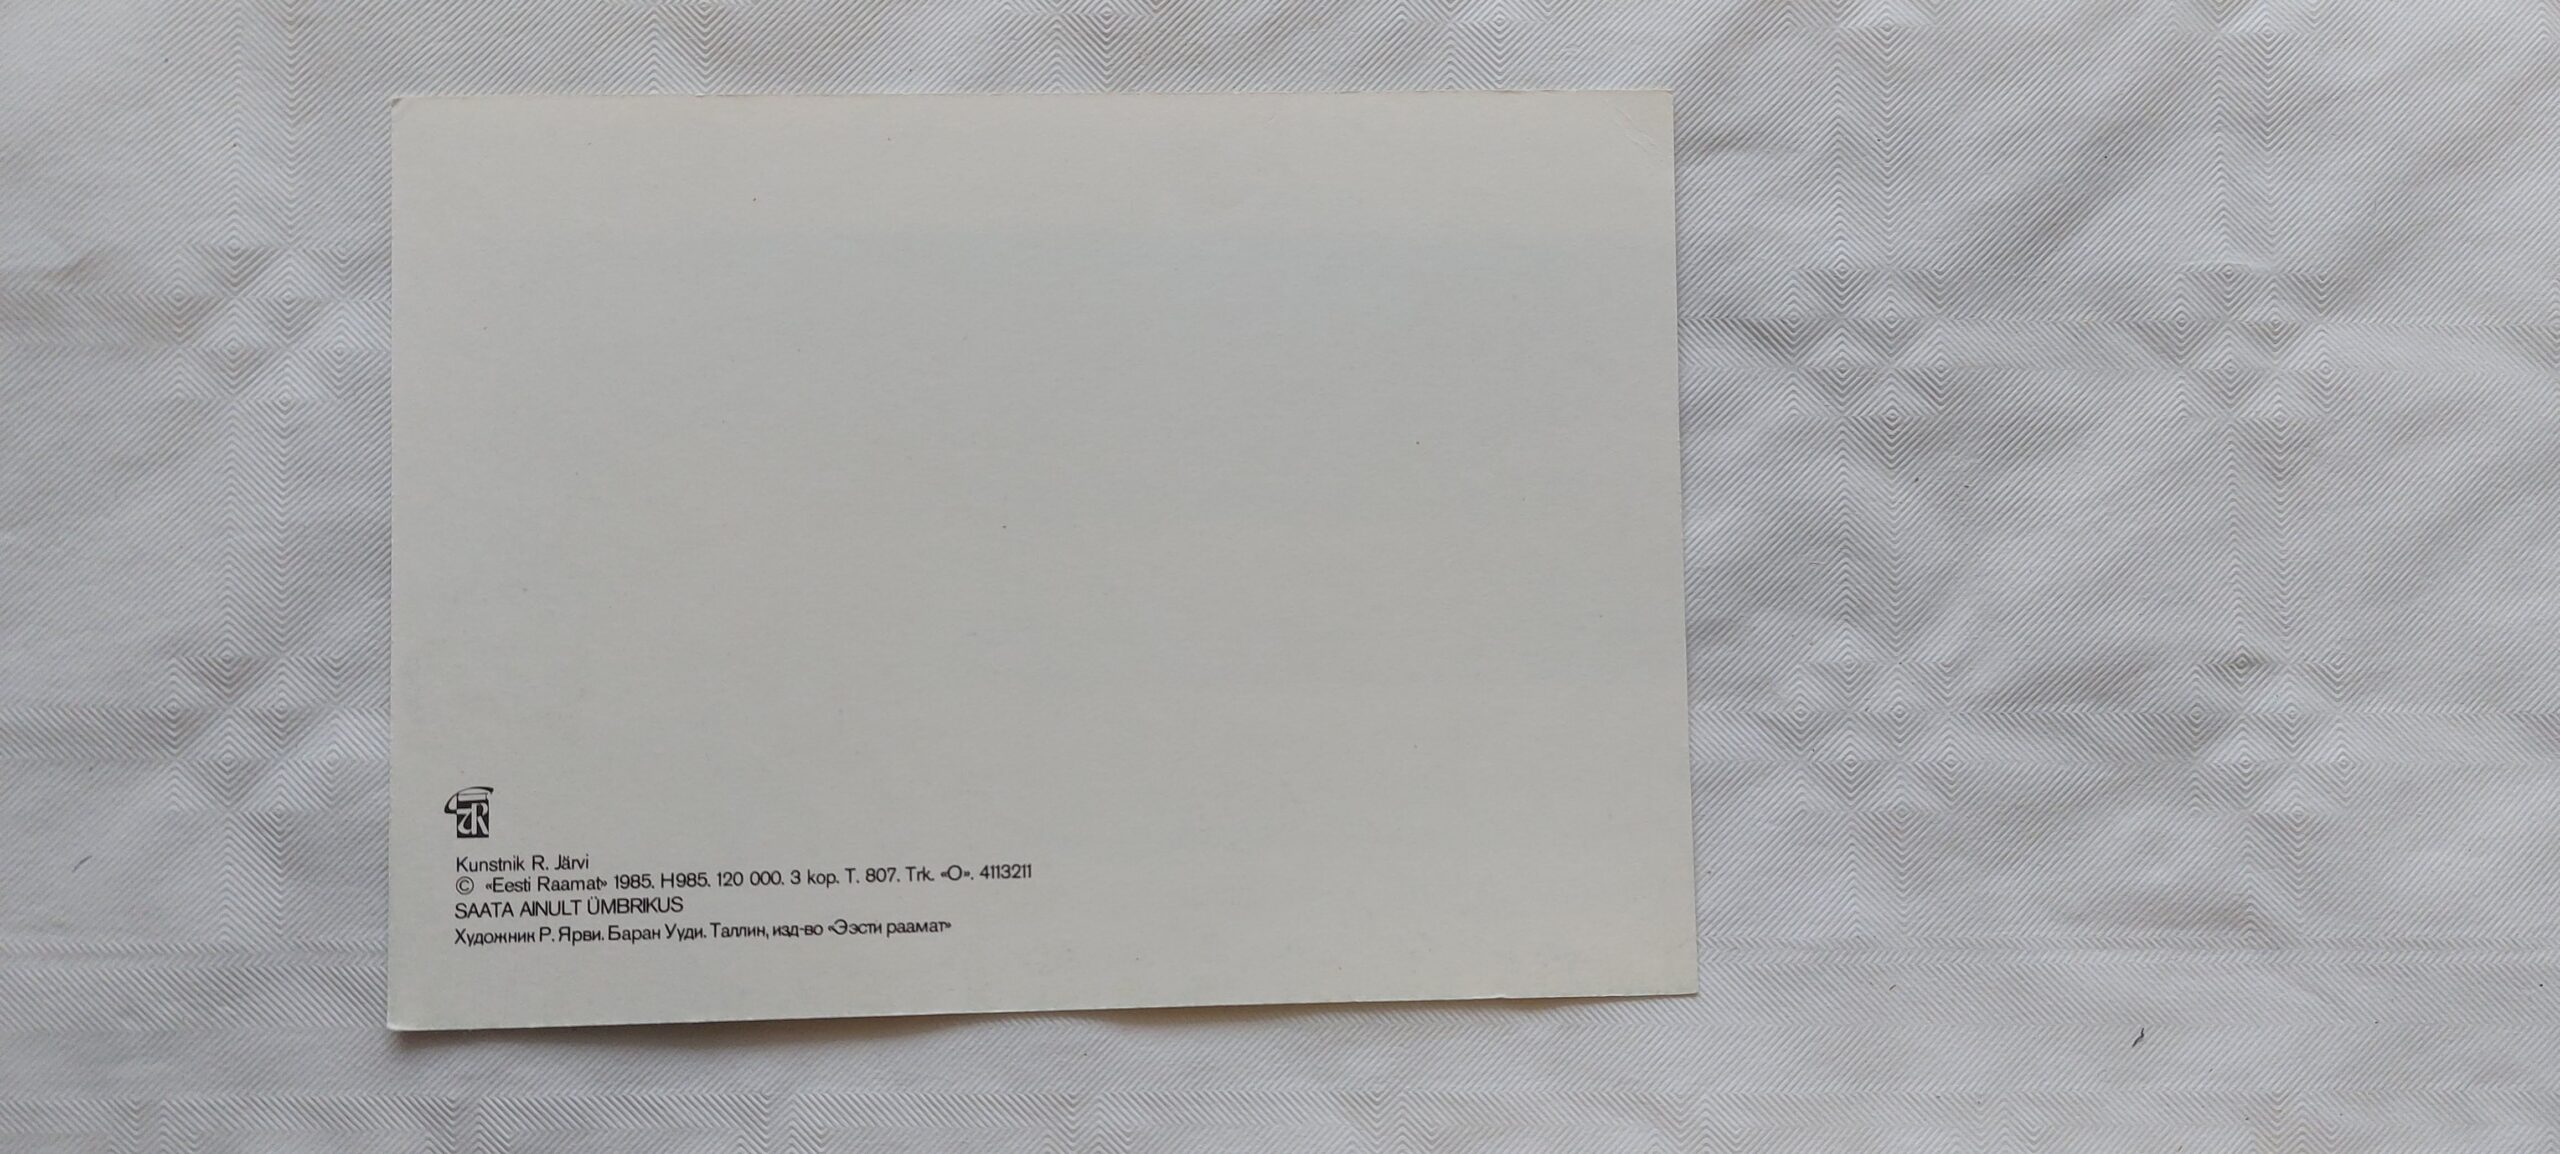 Kunstnik R. Järvi
© «Eesti Raamat» 1985. H985. 120 000. 3 kop. T. 807. Trk. «O». 4113211
SAATA AINULT ÜMBRIKUS
Художник Р. Ярви. Баран Ууди. Таллин, изд-во «Ээсти раамат»